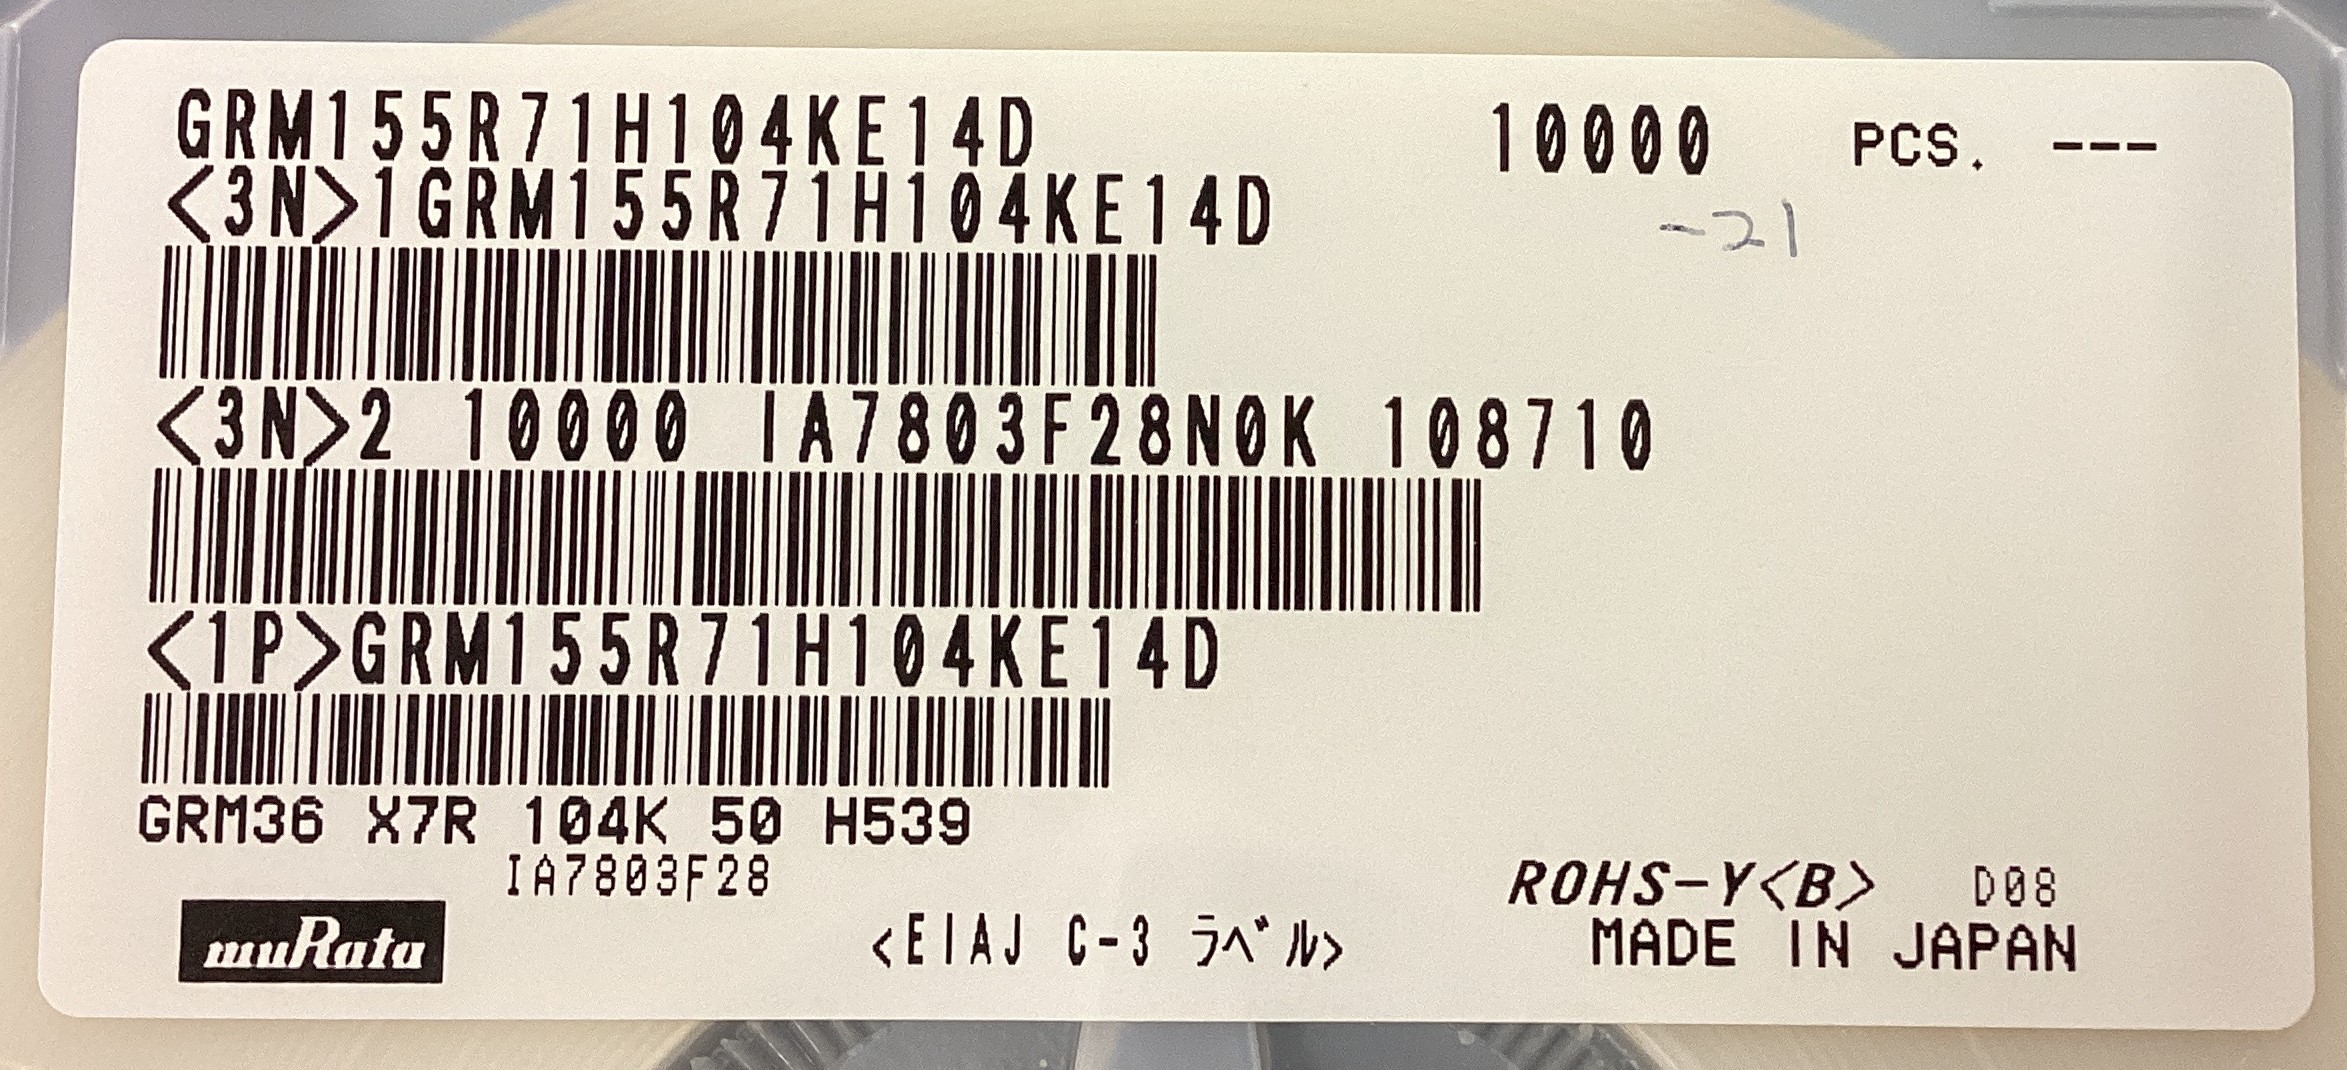 GRM155R71H104KE14D 10000 PCS. ---
<3N>1GRM155R71H104KE14D
-21
<3N>2 10000 IA7803F28N0K 108710
<1P>GRM155R71H104KE14D
GRM36 X7R 104K 50 H539
IA7803F28
ROHS-Y<B> D08
muRata
<EIAJ C-3 ラベル>
MADE IN JAPAN